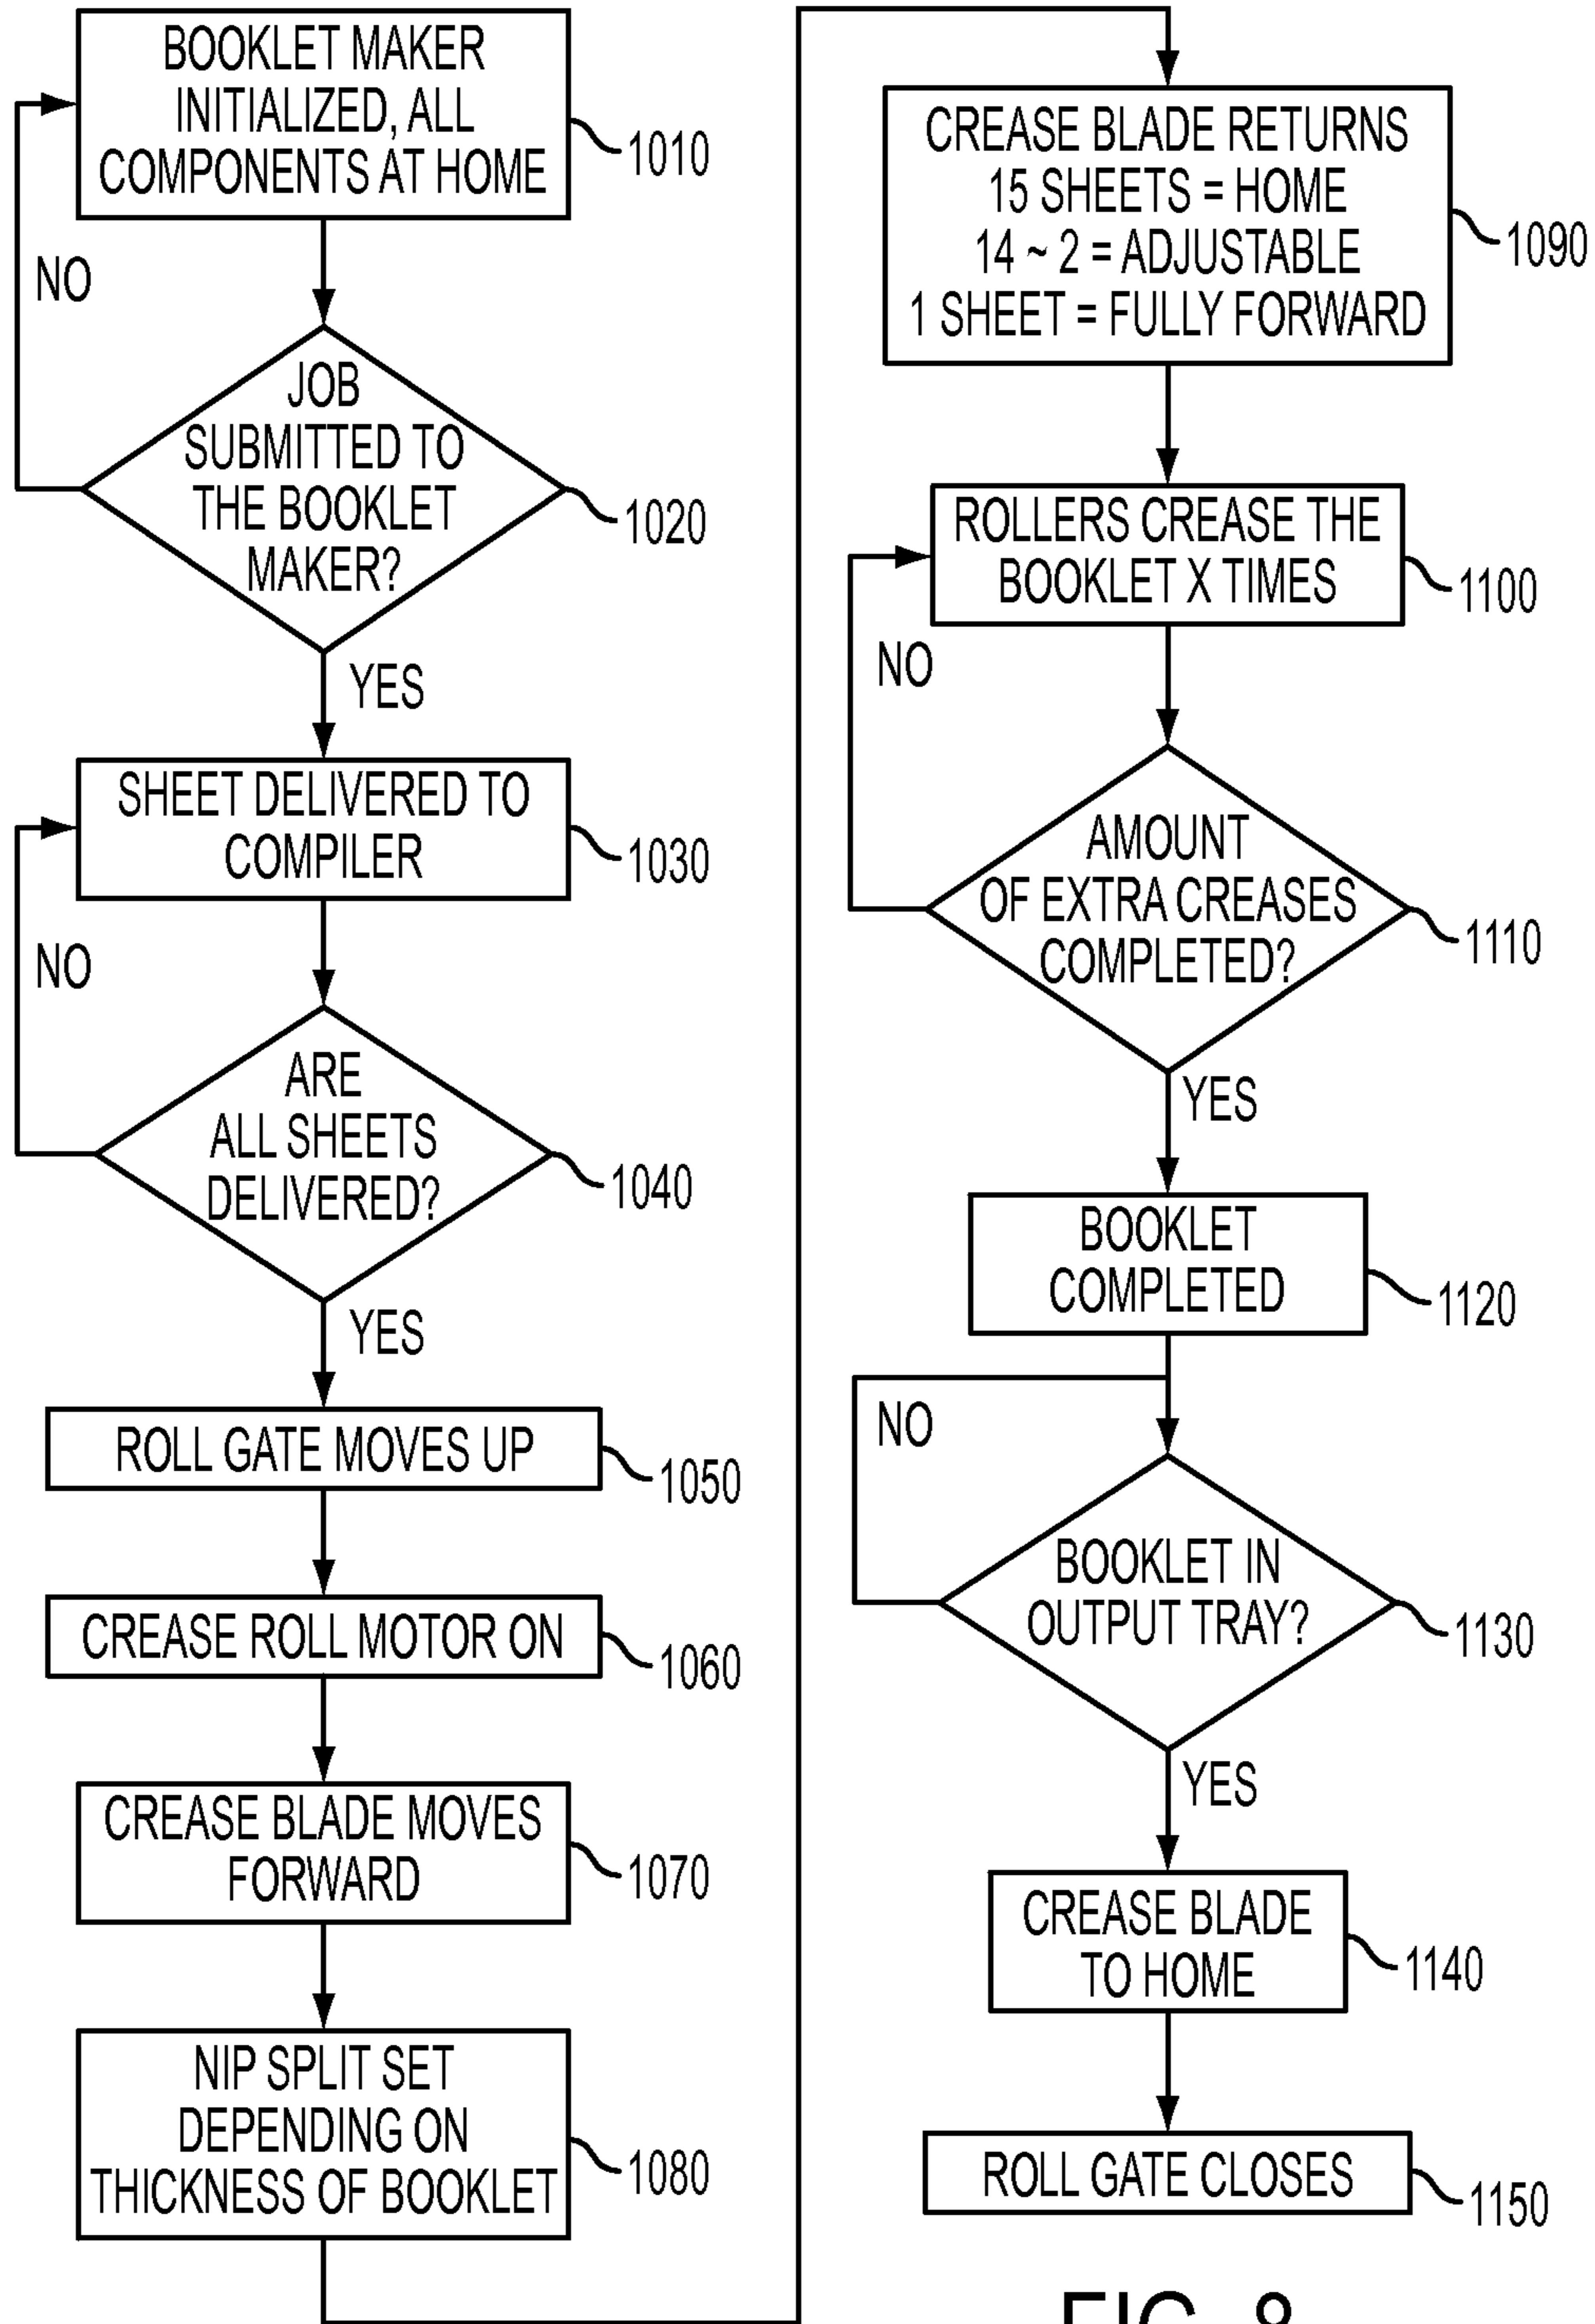 BOOKLET MAKER
INITIALIZED, ALL
COMPONENTS AT HOME
1010
NO
JOB
SUBMITTED TO
THE BOOKLET
MAKER?
1020
YES
SHEET DELIVERED TO
COMPILER
1030
NO
ARE
ALL SHEETS
DELIVERED?
1040
YES
ROLL GATE MOVES UP
1050
CREASE ROLL MOTOR ON
1060
CREASE BLADE MOVES
FORWARD
1070
NIP SPLIT SET
DEPENDING ON
THICKNESS OF BOOKLET
1080
CREASE BLADE RETURNS
15 SHEETS = HOME
14 ~ 2 = ADJUSTABLE
1 SHEET = FULLY FORWARD
1090
ROLLERS CREASE THE
BOOKLET X TIMES
1100
NO
AMOUNT
OF EXTRA CREASES
COMPLETED?
1110
YES
BOOKLET
COMPLETED
1120
NO
BOOKLET IN
OUTPUT TRAY?
1130
YES
CREASE BLADE
TO HOME
1140
ROLL GATE CLOSES
1150
FIG. 8